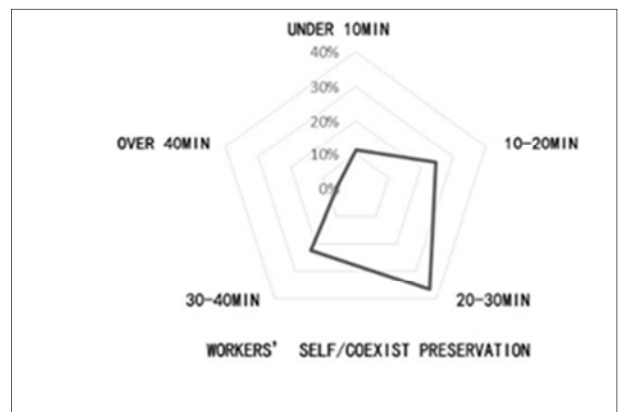 UNDER 10MIN
40%
30%
20%
10%
0%
OVER 40MIN
10-20MIN
30-40MIN
20-30MIN
WORKERS' SELF/COEXIST PRESERVATION